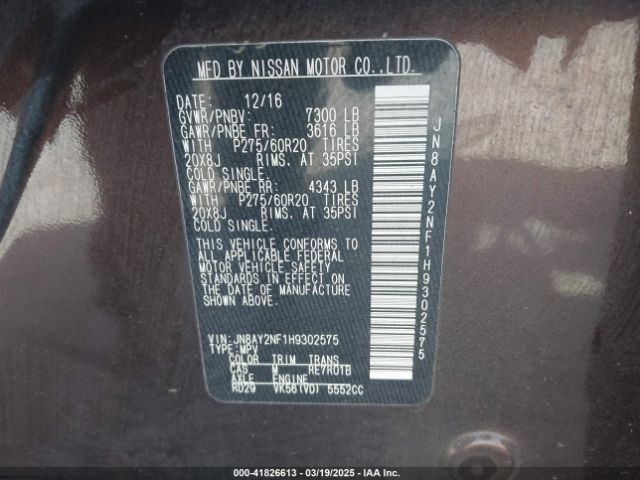 MFD BY NISSAN MOTOR CO.,LTD.
DATE: 12/16
GVWR/PNBV: 7300 LB
GAWR/PNBE FR: 3616 LB
WITH P275/60R20 TIRES
20X8J RIMS. AT 35PSI
COLD SINGLE.
GAWR/PNBE RR: 4343 LB
WITH P275/60R20 TIRES
20X8J RIMS. AT 35PSI
COLD SINGLE.
THIS VEHICLE CONFORMS TO
ALL APPLICABLE FEDERAL
MOTOR VEHICLE SAFETY
STANDARDS IN EFFECT ON
THE DATE OF MANUFACTURE
SHOWN ABOVE.
VIN: JN8AY2NF1H9302575
TYPE: MPV
COLOR TRIM TRANS
CAS M RE7R01B
AXLE ENGINE
RD29 VK56(VD) 5552CC
JN8AY2NF1H9302575
000-41826613 — 03/19/2025 — IAA Inc.